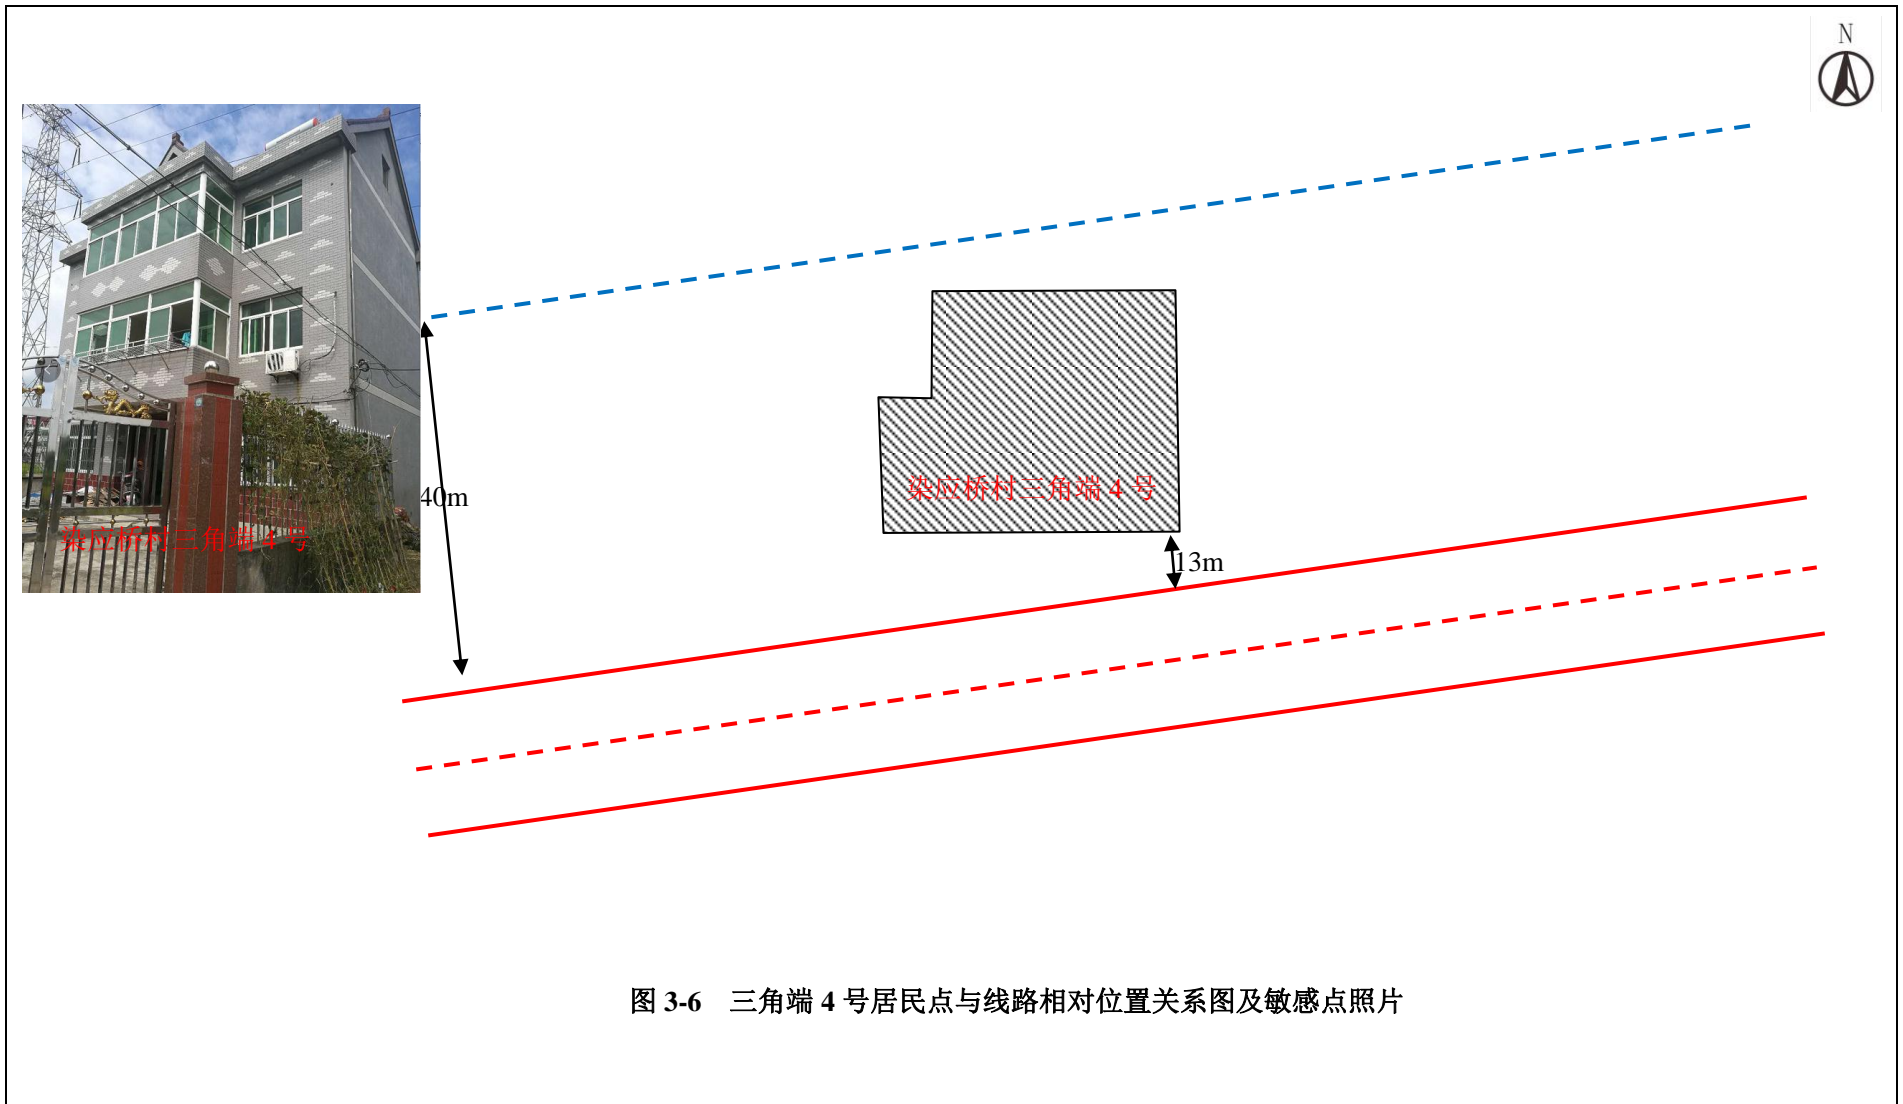 N
染应桥村三角端 4 号
40m
染应桥村三角端 4 号
13m
图 3-6 三角端 4 号居民点与线路相对位置关系图及敏感点照片